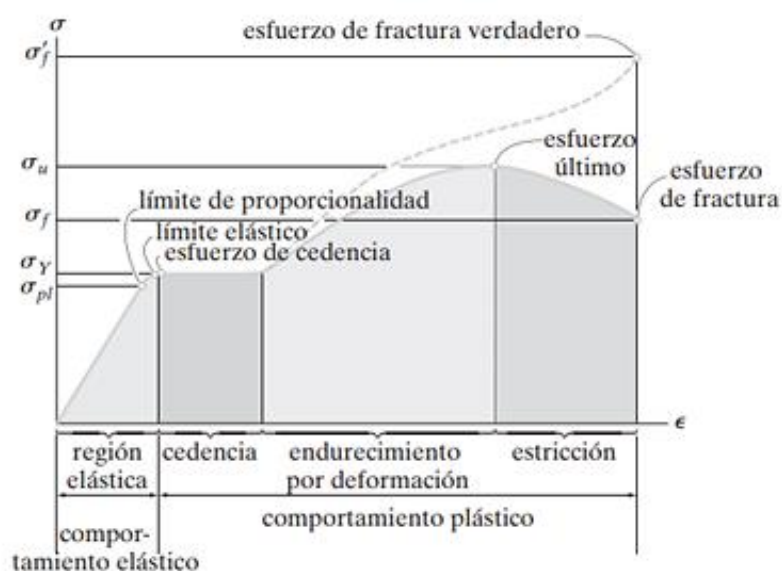 σ
esfuerzo de fractura verdadero
σ′f
esfuerzo
último
σu
esfuerzo
de fractura
límite de proporcionalidad
σf
límite elástico
esfuerzo de cedencia
σY
σpl
ϵ
región
elástica
cedencia
endurecimiento
por deformación
estricción
comportamiento plástico
compor-
tamiento elástico